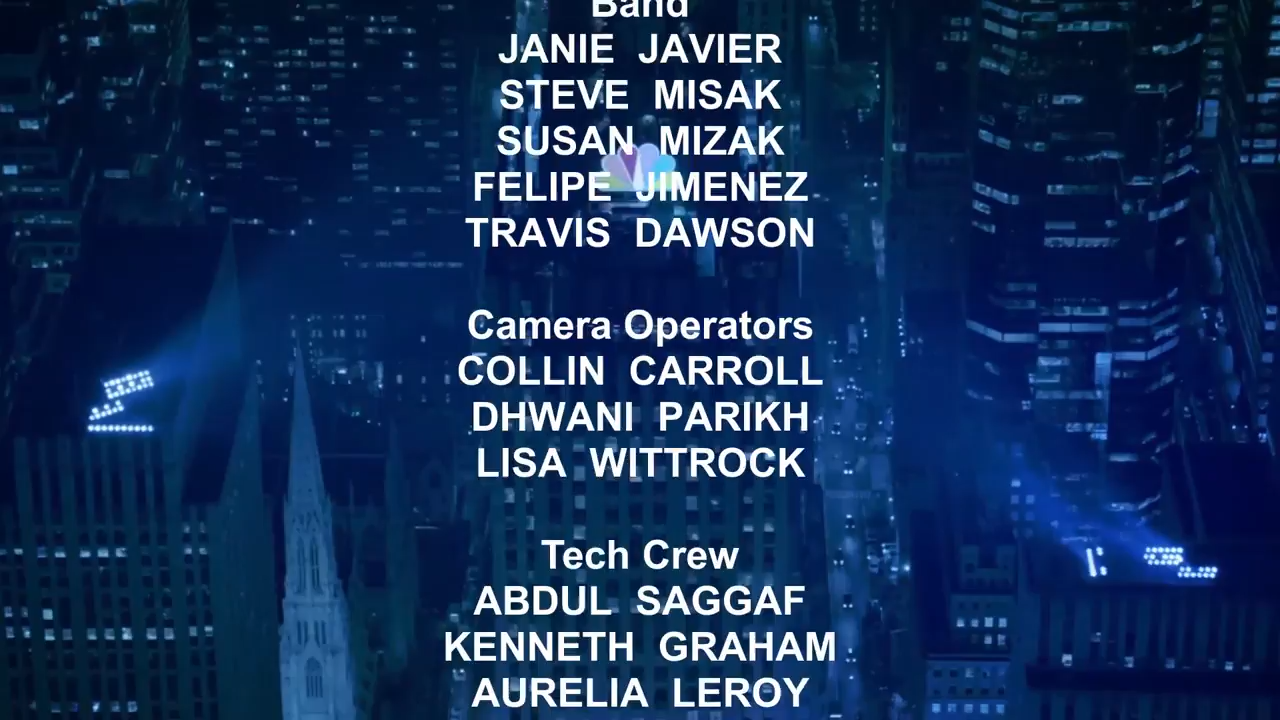 Band
JANIE JAVIER
STEVE MISAK
SUSAN MIZAK
FELIPE JIMENEZ
TRAVIS DAWSON
Camera Operators
COLLIN CARROLL
DHWANI PARIKH
LISA WITTROCK
Tech Crew
ABDUL SAGGAF
KENNETH GRAHAM
AURELIA LEROY